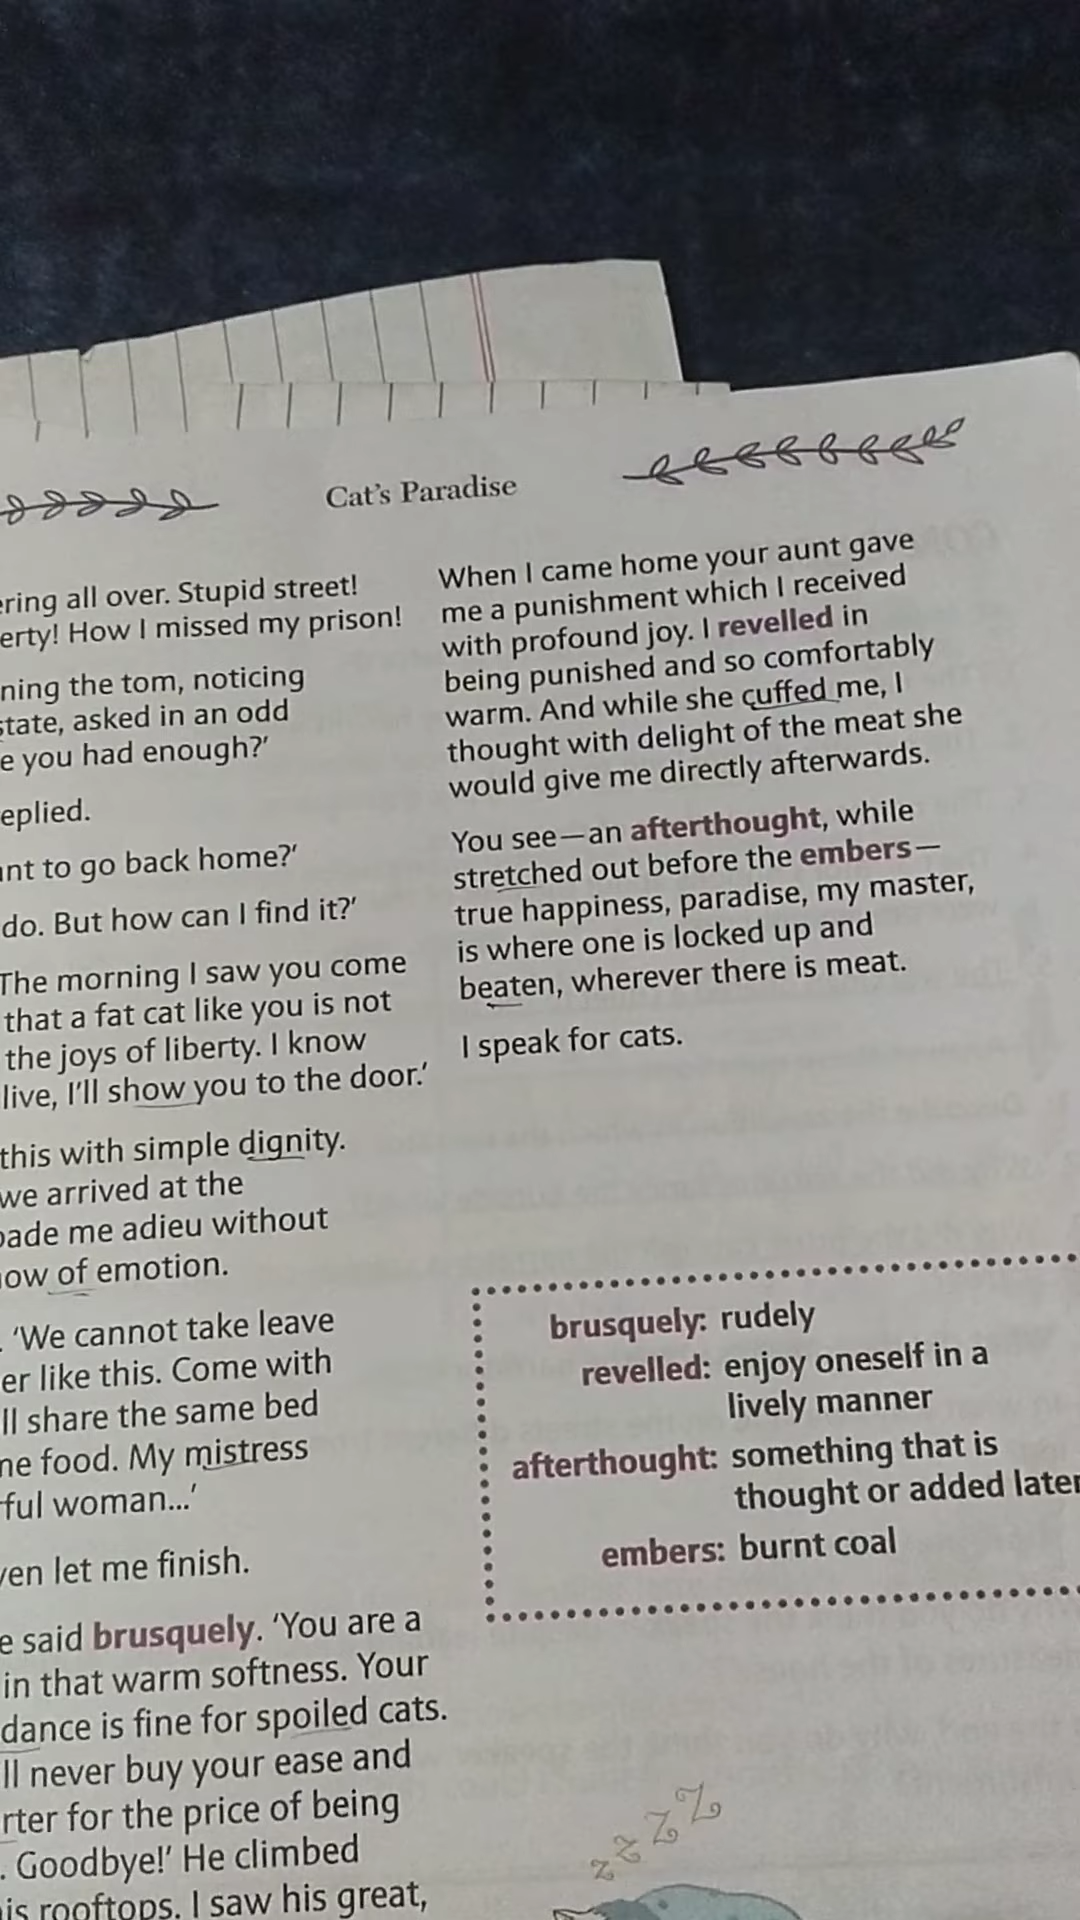 Cat's Paradise
ering all over. Stupid street!
erty! How I missed my prison!
ning the tom, noticing
state, asked in an odd
e you had enough?'
eplied.
nt to go back home?'
do. But how can I find it?'
The morning I saw you come
that a fat cat like you is not
the joys of liberty. I know
live, I'll show you to the door.'
this with simple dignity.
we arrived at the
bade me adieu without
how of emotion.
. 'We cannot take leave
er like this. Come with
ll share the same bed
ne food. My mistress
rful woman...'
ven let me finish.
e said brusquely. 'You are a
in that warm softness. Your
dance is fine for spoiled cats.
ll never buy your ease and
rter for the price of being
. Goodbye!' He climbed
is rooftops. I saw his great,
When I came home your aunt gave
me a punishment which I received
with profound joy. I revelled in
being punished and so comfortably
warm. And while she cuffed me, I
thought with delight of the meat she
would give me directly afterwards.
You see—an afterthought, while
stretched out before the embers—
true happiness, paradise, my master,
is where one is locked up and
beaten, wherever there is meat.
I speak for cats.
brusquely: rudely
revelled: enjoy oneself in a
lively manner
afterthought: something that is
thought or added later
embers: burnt coal
z z z z